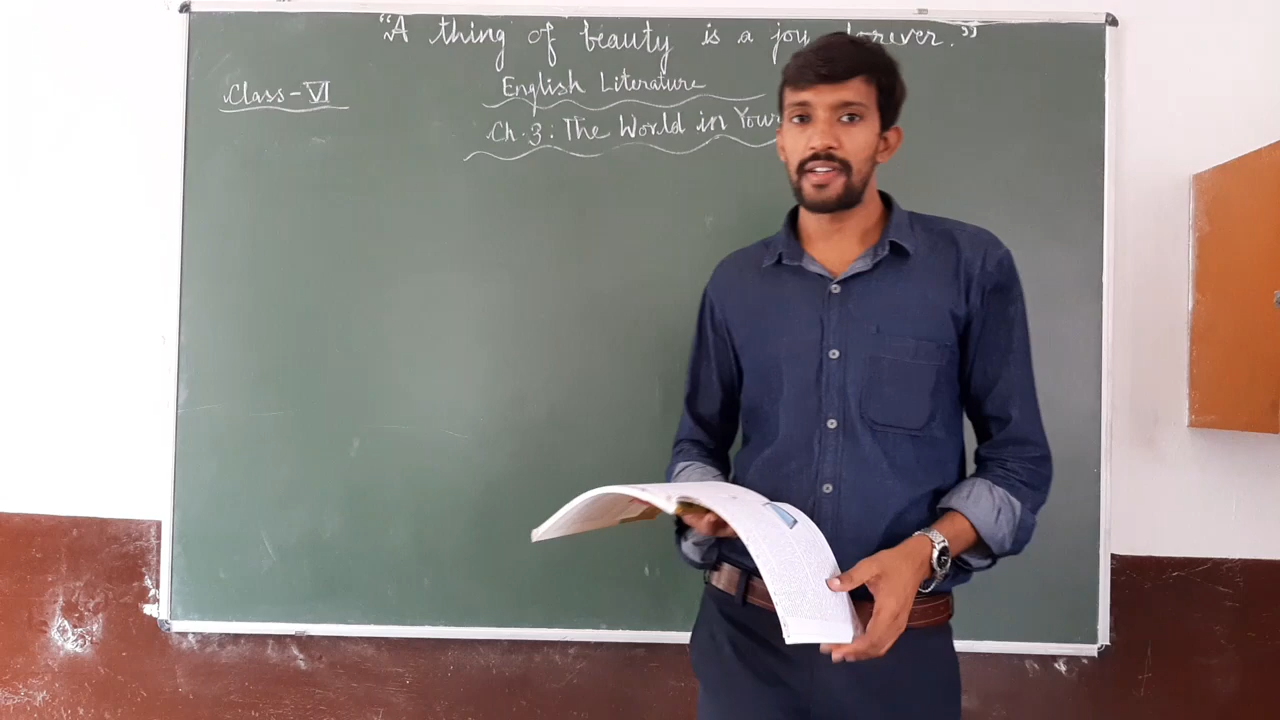 "A thing of beauty is a joy forever."
Class-VI
English Literature
Ch.3: The World in Your